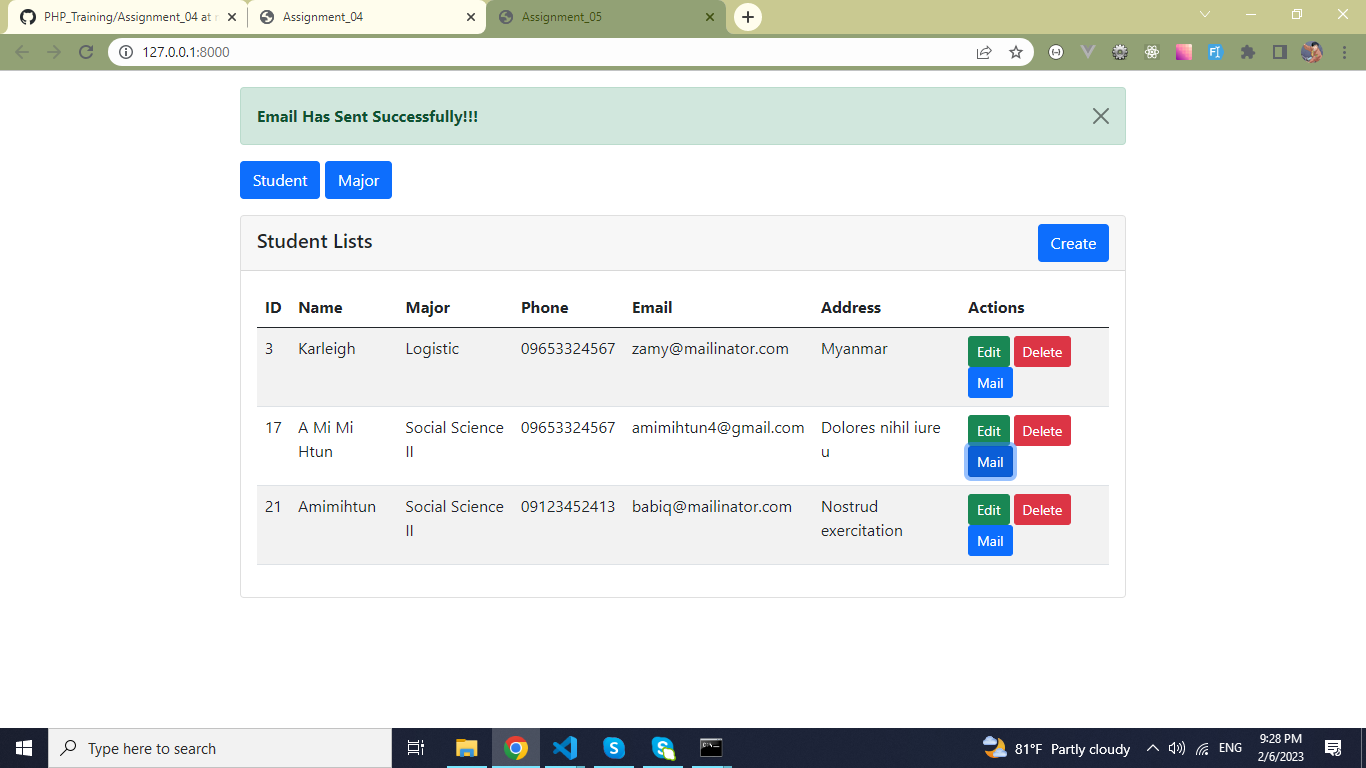 PHP_Training/Assignment_04 at
Assignment_04
Assignment_05
127.0.0.1:8000
Email Has Sent Successfully!!!
Student Major
Student Lists
Create
ID Name Major Phone Email Address Actions
3 Karleigh Logistic 09653324567 zamy@mailinator.com Myanmar Edit Delete
Mail
17 A Mi Mi Social Science 09653324567 amimihtun4@gmail.com Dolores nihil iure Edit Delete
Htun II u Mail
21 Amimihtun Social Science 09123452413 babiq@mailinator.com Nostrud Edit Delete
II exercitation Mail
Type here to search
81°F Partly cloudy
ENG
9:28 PM
2/6/2023